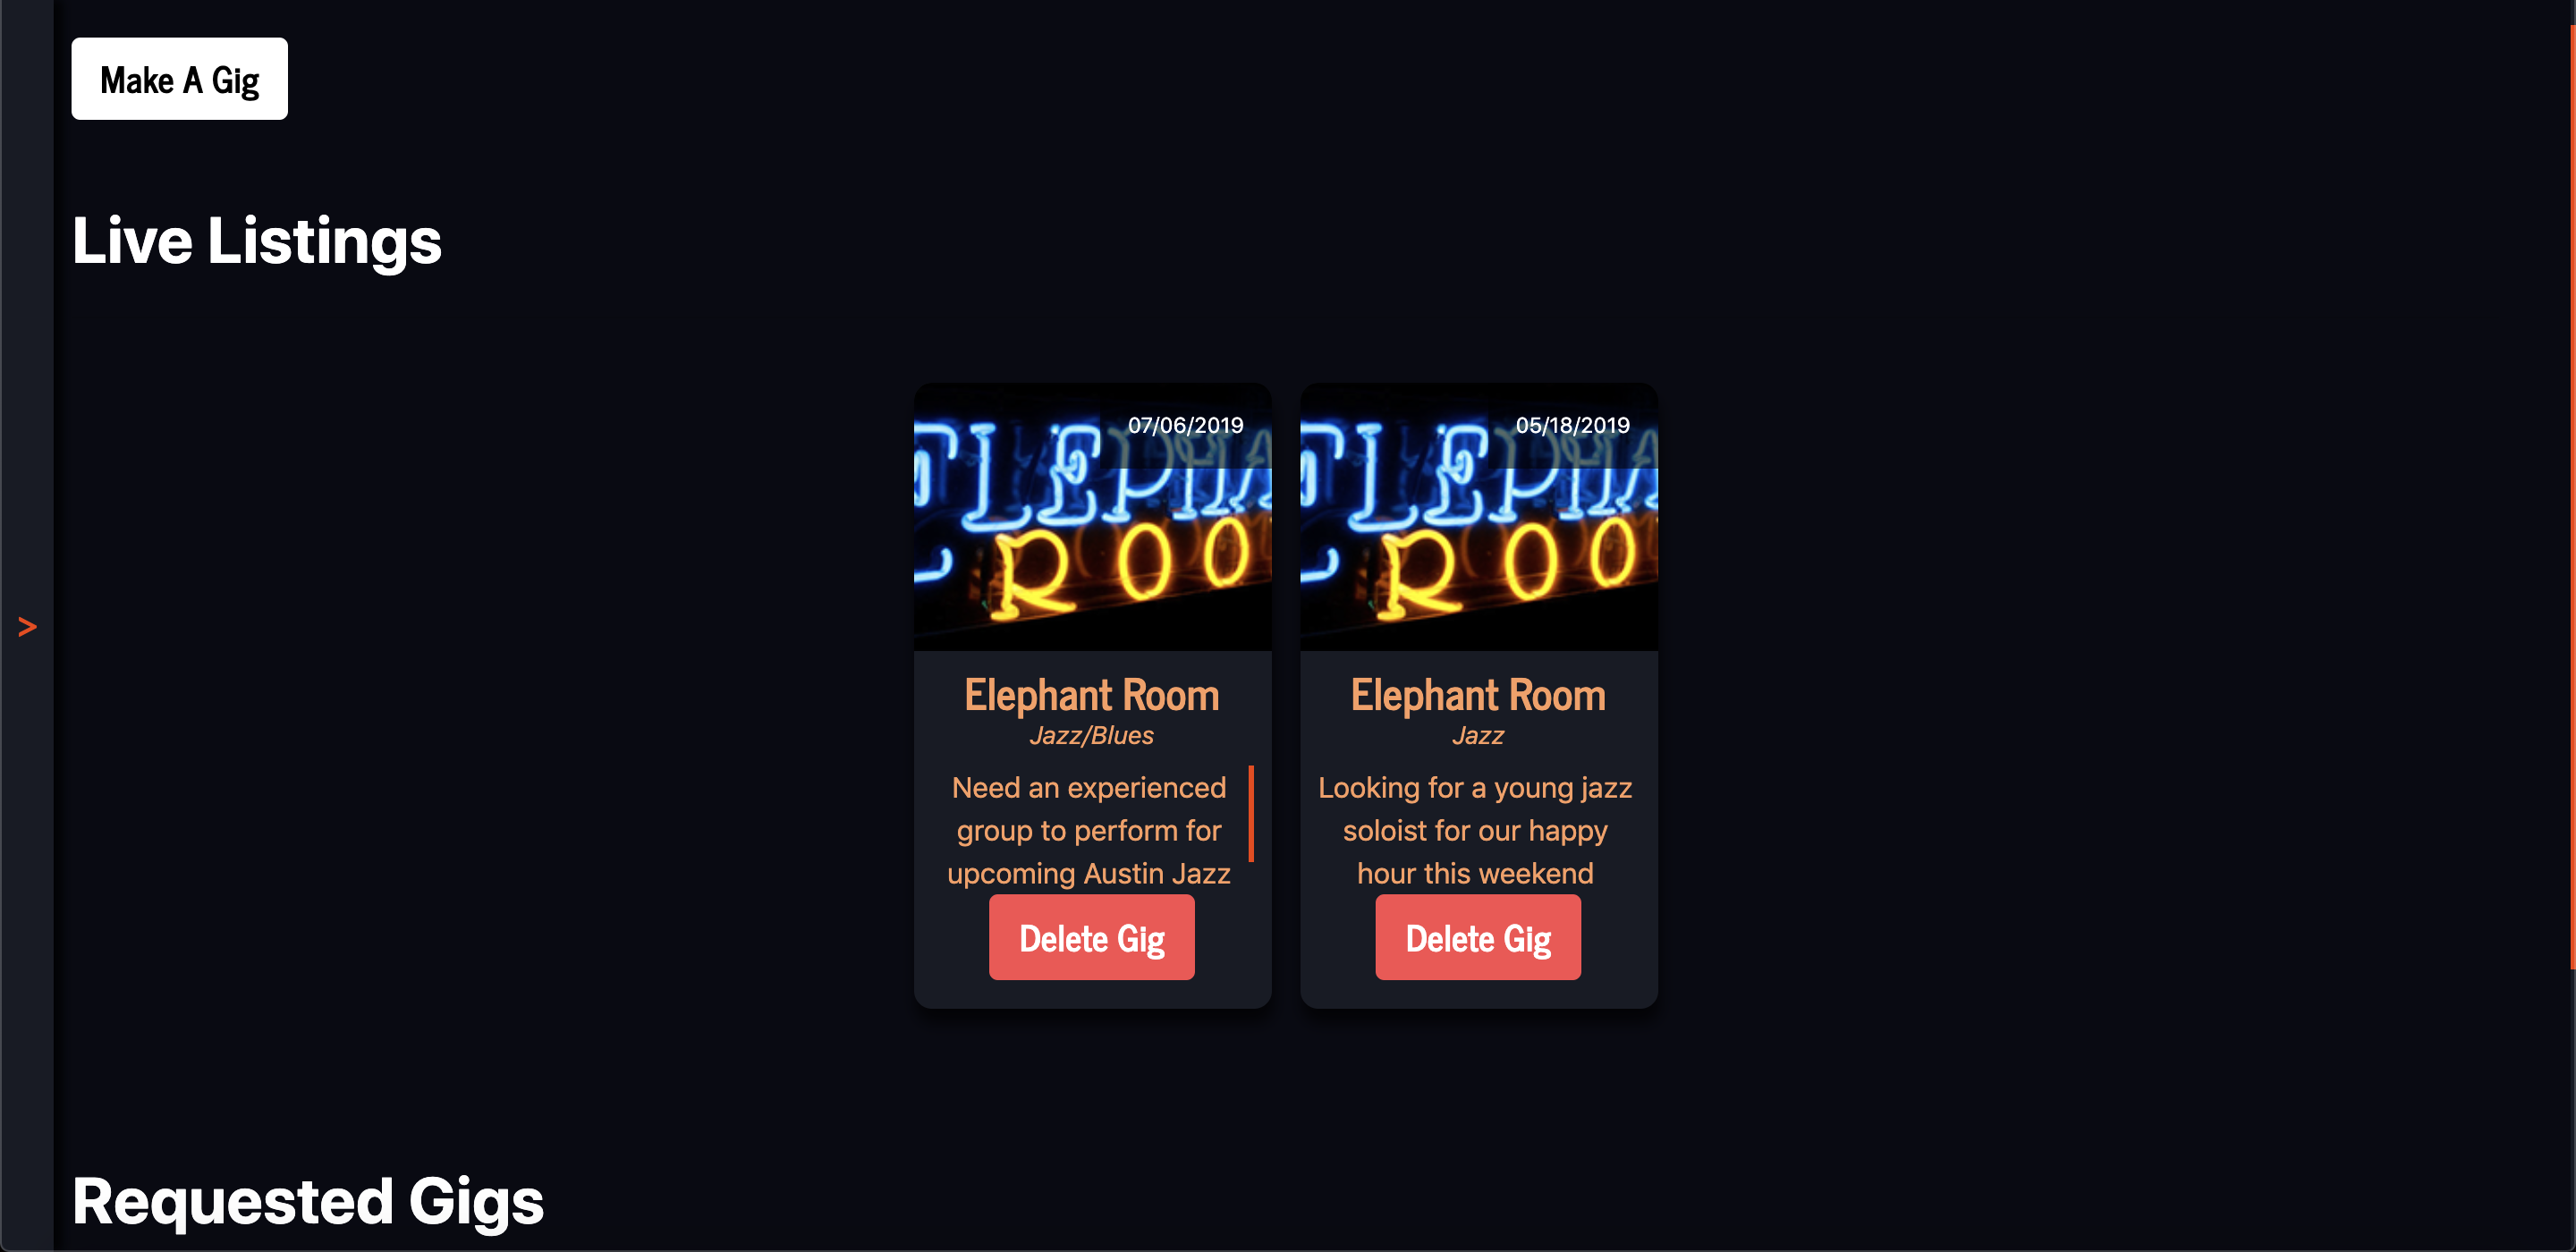 Make A Gig
Live Listings
07/06/2019
ROO
Elephant Room
Jazz/Blues
Need an experienced
group to perform for
upcoming Austin Jazz
Delete Gig
05/18/2019
ROO
Elephant Room
Jazz
Looking for a young jazz
soloist for our happy
hour this weekend
Delete Gig
>
Requested Gigs